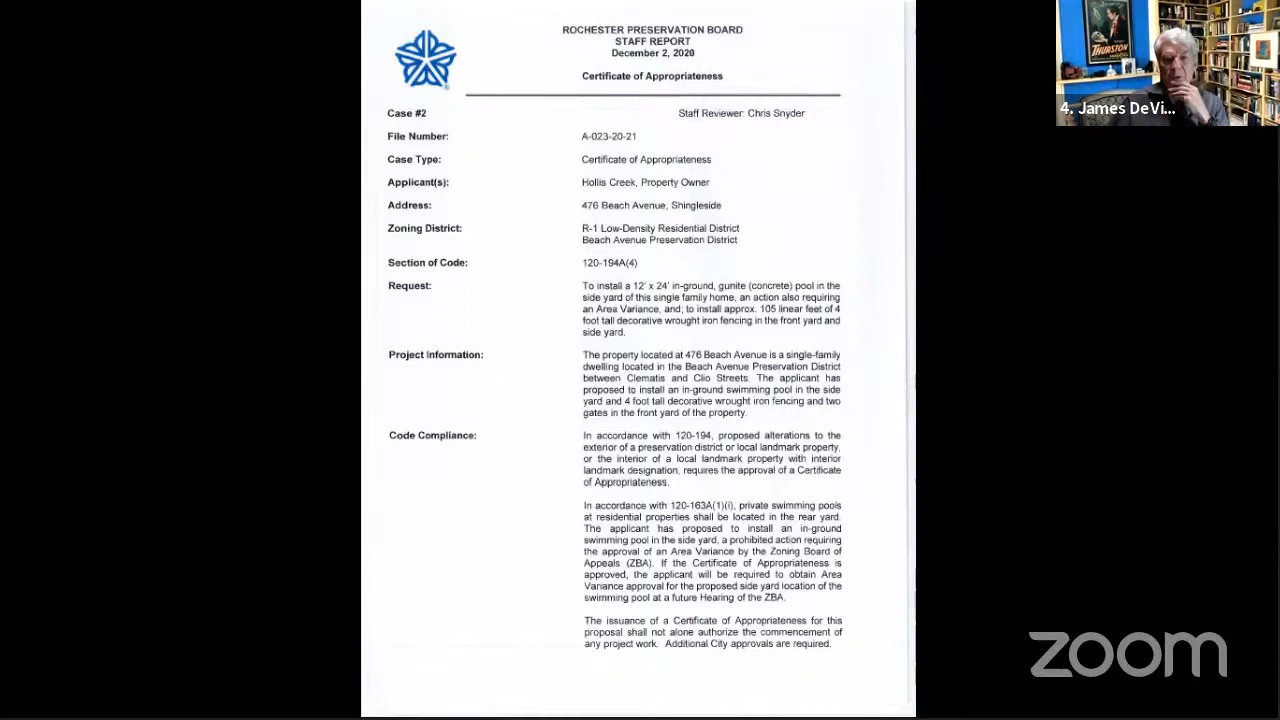 ROCHESTER PRESERVATION BOARD
STAFF REPORT
December 2, 2020
Certificate of Appropriateness
Case #2 Staff Reviewer: Chris Snyder
File Number: A-023-20-21
Case Type: Certificate of Appropriateness
Applicant(s): Hollis Creek, Property Owner
Address: 476 Beach Avenue, Shingleside
Zoning District: R-1 Low-Density Residential District
Beach Avenue Preservation District
Section of Code: 120-194A(4)
Request: To install a 12' x 24' in-ground, gunite (concrete) pool in the
side yard of this single family home, an action also requiring
an Area Variance, and; to install approx. 105 linear feet of 4
foot tall decorative wrought iron fencing in the front yard and
side yard.
Project Information: The property located at 476 Beach Avenue is a single-family
dwelling located in the Beach Avenue Preservation District
between Clematis and Clio Streets. The applicant has
proposed to install an in-ground swimming pool in the side
yard and 4 foot tall decorative wrought iron fencing and two
gates in the front yard of the property.
Code Compliance: In accordance with 120-194, proposed alterations to the
exterior of a preservation district or local landmark property,
or the interior of a local landmark property with interior
landmark designation, requires the approval of a Certificate
of Appropriateness.
In accordance with 120-163A(1)(i), private swimming pools
at residential properties shall be located in the rear yard.
The applicant has proposed to install an in-ground
swimming pool in the side yard, a prohibited action requiring
the approval of an Area Variance by the Zoning Board of
Appeals (ZBA). If the Certificate of Appropriateness is
approved, the applicant will be required to obtain Area
Variance approval for the proposed side yard location of the
swimming pool at a future Hearing of the ZBA.
The issuance of a Certificate of Appropriateness for this
proposal shall not alone authorize the commencement of
any project work. Additional City approvals are required.
THURSTON
4. James DeVi...
zoom